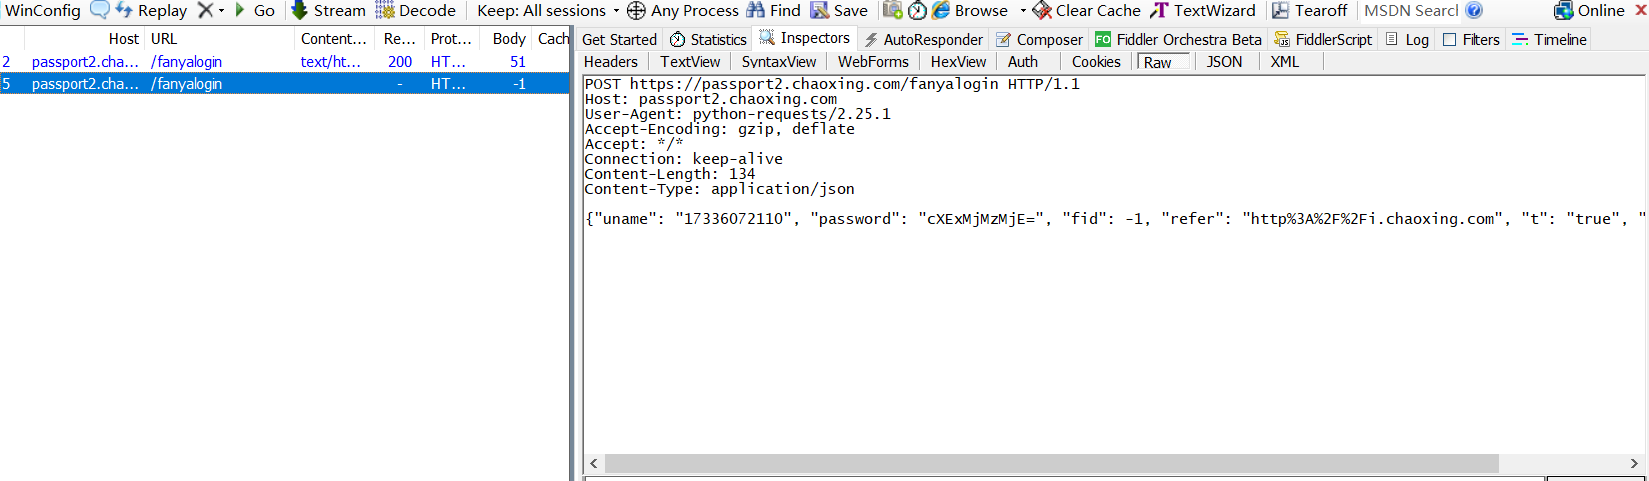 WinConfig Replay Go Stream Decode Keep: All sessions Any Process Find Save Browse Clear Cache TextWizard Tearoff MSDN Searcl Online
Host URL Content... Re... Prot... Body Cach
2 passport2.cha... /fanyalogin text/ht... 200 HT... 51
5 passport2.cha... /fanyalogin - HT... -1
Get Started Statistics Inspectors AutoResponder Composer FO Fiddler Orchestra Beta FiddlerScript Log Filters Timeline
Headers TextView SyntaxView WebForms HexView Auth Cookies Raw JSON XML
POST https://passport2.chaoxing.com/fanyalogin HTTP/1.1
Host: passport2.chaoxing.com
User-Agent: python-requests/2.25.1
Accept-Encoding: gzip, deflate
Accept: */*
Connection: keep-alive
Content-Length: 134
Content-Type: application/json
{"uname": "17336072110", "password": "cXExMjMzMjE=", "fid": -1, "refer": "http%3A%2F%2Fi.chaoxing.com", "t": "true", "